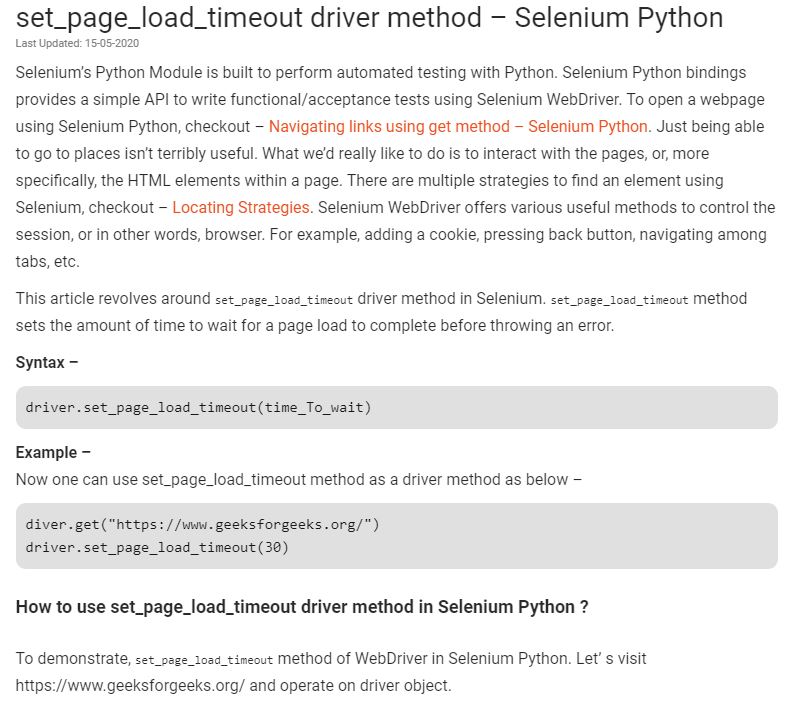 set_page_load_timeout driver method – Selenium Python
Last Updated: 15-05-2020
Selenium’s Python Module is built to perform automated testing with Python. Selenium Python bindings
provides a simple API to write functional/acceptance tests using Selenium WebDriver. To open a webpage
using Selenium Python, checkout – Navigating links using get method – Selenium Python. Just being able
to go to places isn’t terribly useful. What we’d really like to do is to interact with the pages, or, more
specifically, the HTML elements within a page. There are multiple strategies to find an element using
Selenium, checkout – Locating Strategies. Selenium WebDriver offers various useful methods to control the
session, or in other words, browser. For example, adding a cookie, pressing back button, navigating among
tabs, etc.
This article revolves around set_page_load_timeout driver method in Selenium. set_page_load_timeout method
sets the amount of time to wait for a page load to complete before throwing an error.
Syntax –
driver.set_page_load_timeout(time_To_wait)
Example –
Now one can use set_page_load_timeout method as a driver method as below –
diver.get("https://www.geeksforgeeks.org/")
driver.set_page_load_timeout(30)
How to use set_page_load_timeout driver method in Selenium Python ?
To demonstrate, set_page_load_timeout method of WebDriver in Selenium Python. Let’ s visit
https://www.geeksforgeeks.org/ and operate on driver object.